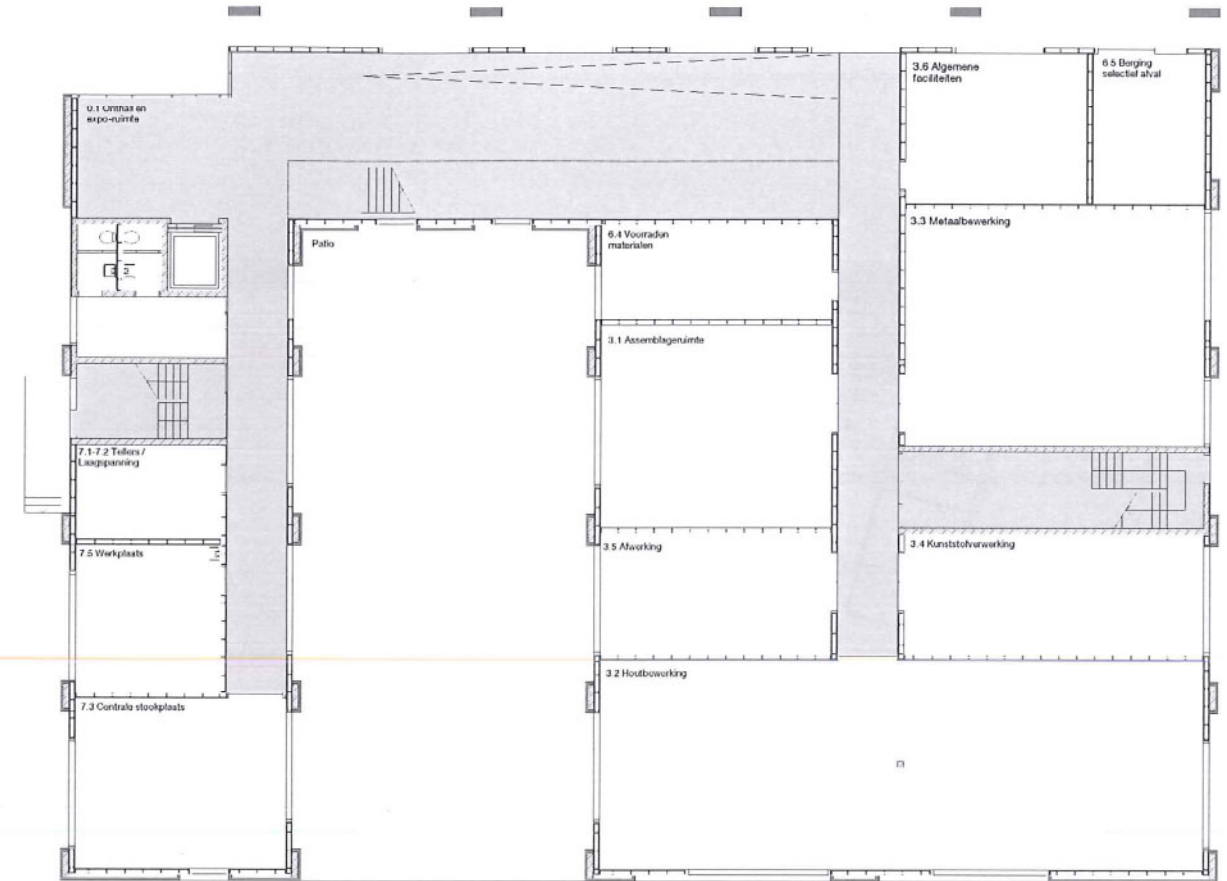 3.6 Algemene
faciliteiten
6.5 Berging
selectief afval
0.1 Onthal en
expo-ruimte
3.3 Metaalbewerking
Patio
6.4 Voorraden
materialen
3.1 Assemblageruimte
7.1-7.2 Tellers /
Laagspanning
7.5 Werkplaats
3.5 Afwerking
3.4 Kunststofverwerking
3.2 Houtbewerking
7.3 Centrale stookplaats